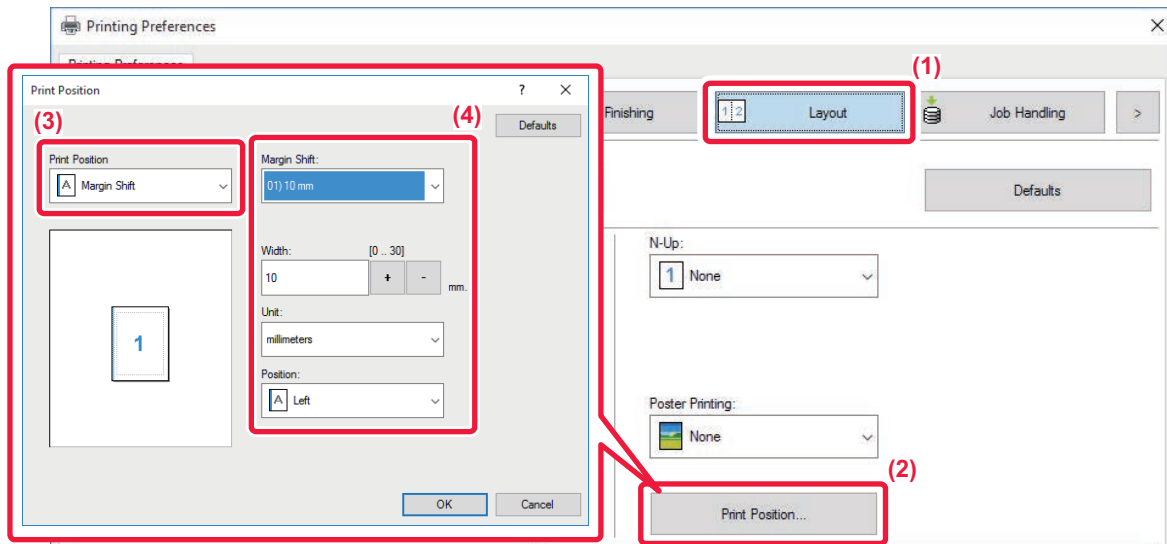 Printing Preferences
Printing Preferences
(1)
Print Position
?
Defaults
(3)
(4)
Print Position
A Margin Shift
Margin Shift:
01) 10 mm
Width: [0 .. 30]
10 + - mm.
Unit:
millimeters
Position:
A Left
1
OK Cancel
Finishing 1 2 Layout Job Handling >
Defaults
N-Up:
1 None
Poster Printing:
None
(2)
Print Position...